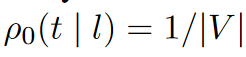 ρ₀(t | l) = 1/|V|